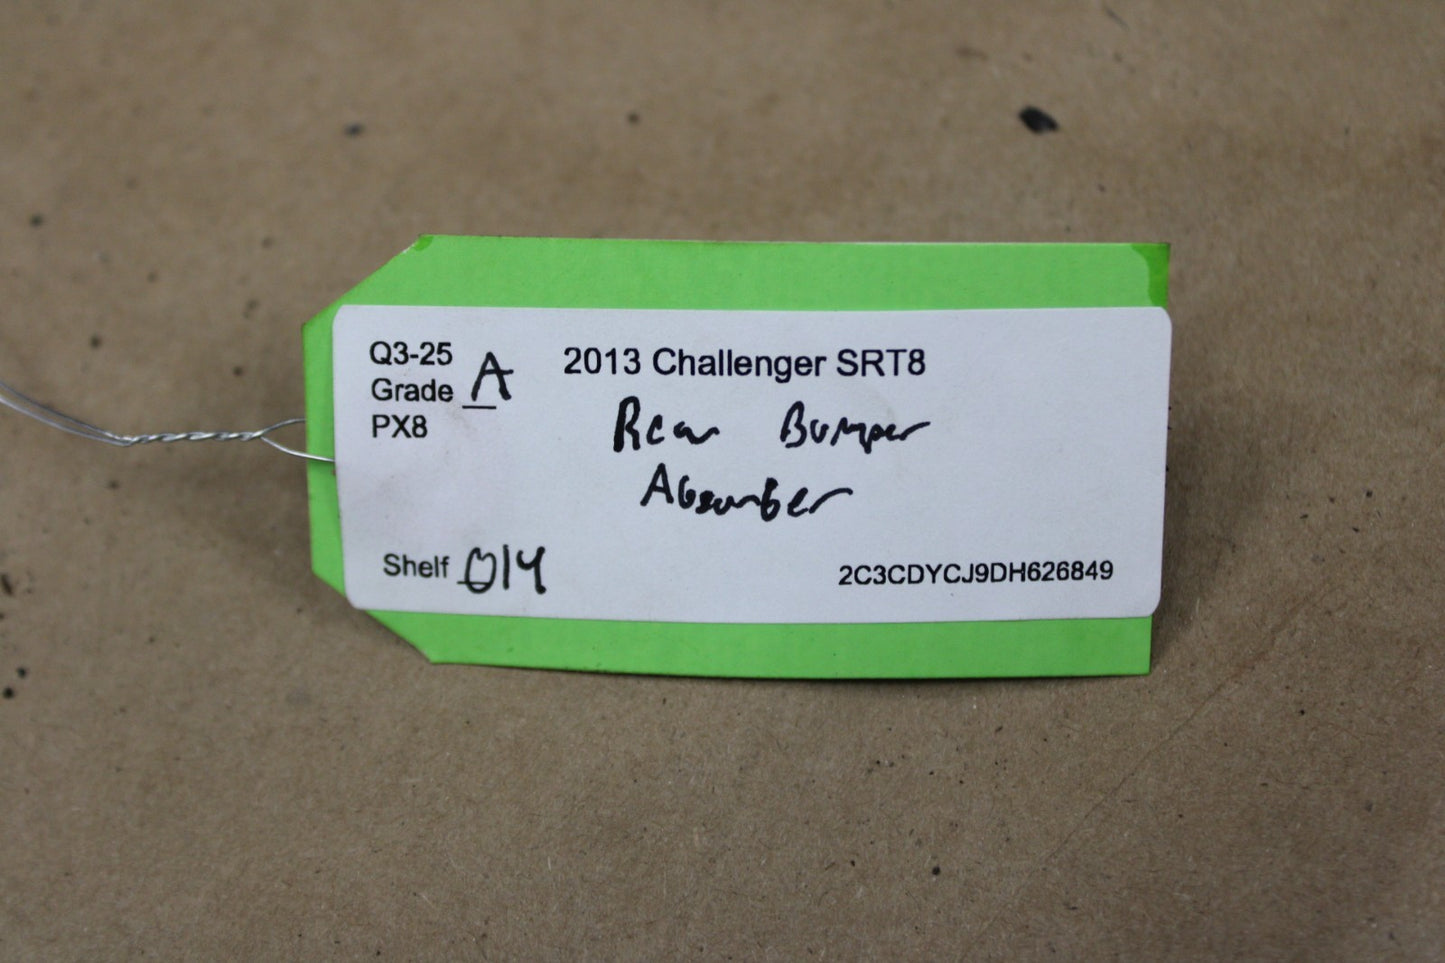 Q3-25
Grade A
PX8
2013 Challenger SRT8
Rear Bumper
Absorber
Shelf 014
2C3CDYCJ9DH626849